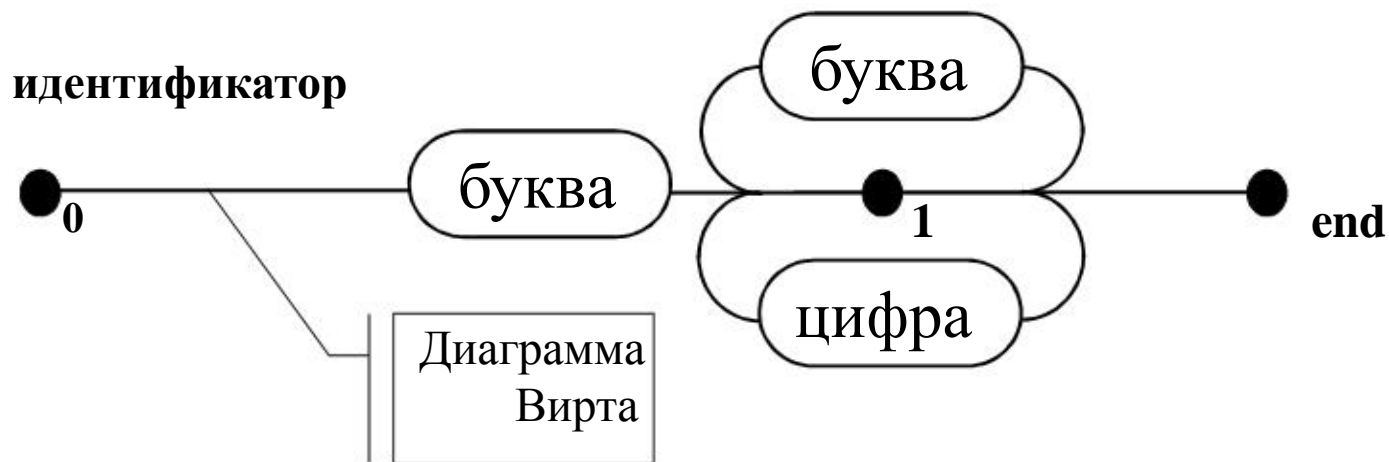 идентификатор
буква
буква
0
1
end
цифра
Диаграмма
Вирта